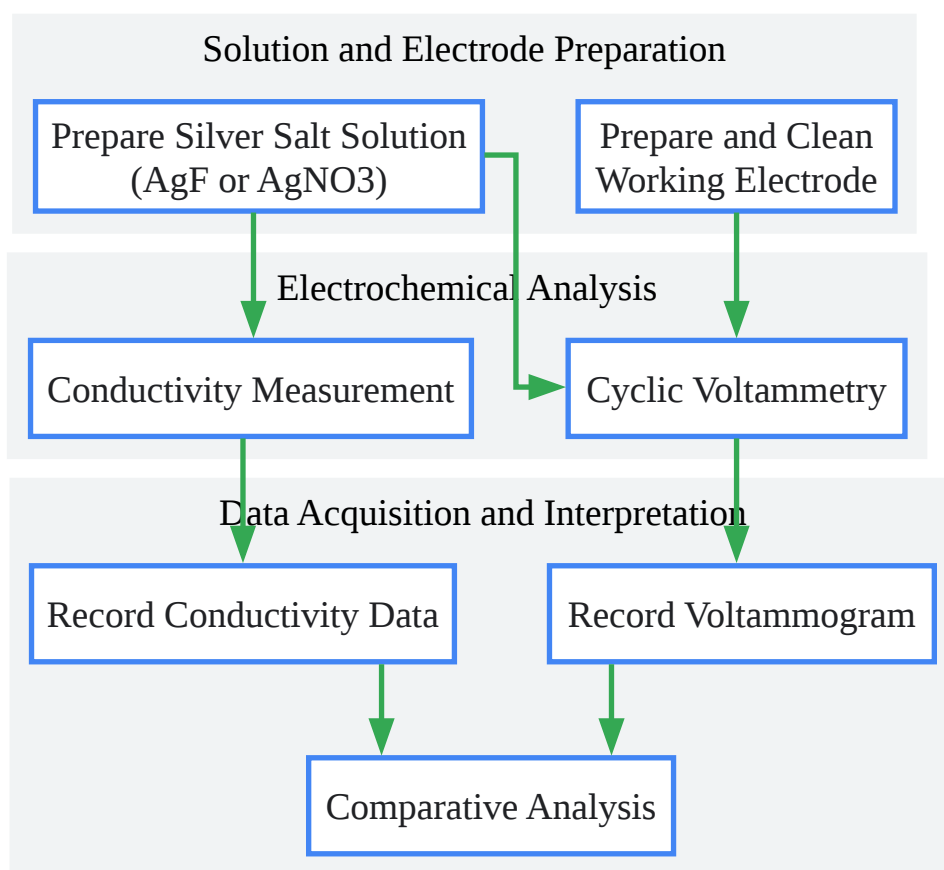 Solution and Electrode Preparation
Prepare Silver Salt Solution
(AgF or AgNO3)
Prepare and Clean
Working Electrode
Electrochemical Analysis
Conductivity Measurement
Cyclic Voltammetry
Data Acquisition and Interpretation
Record Conductivity Data
Record Voltammogram
Comparative Analysis